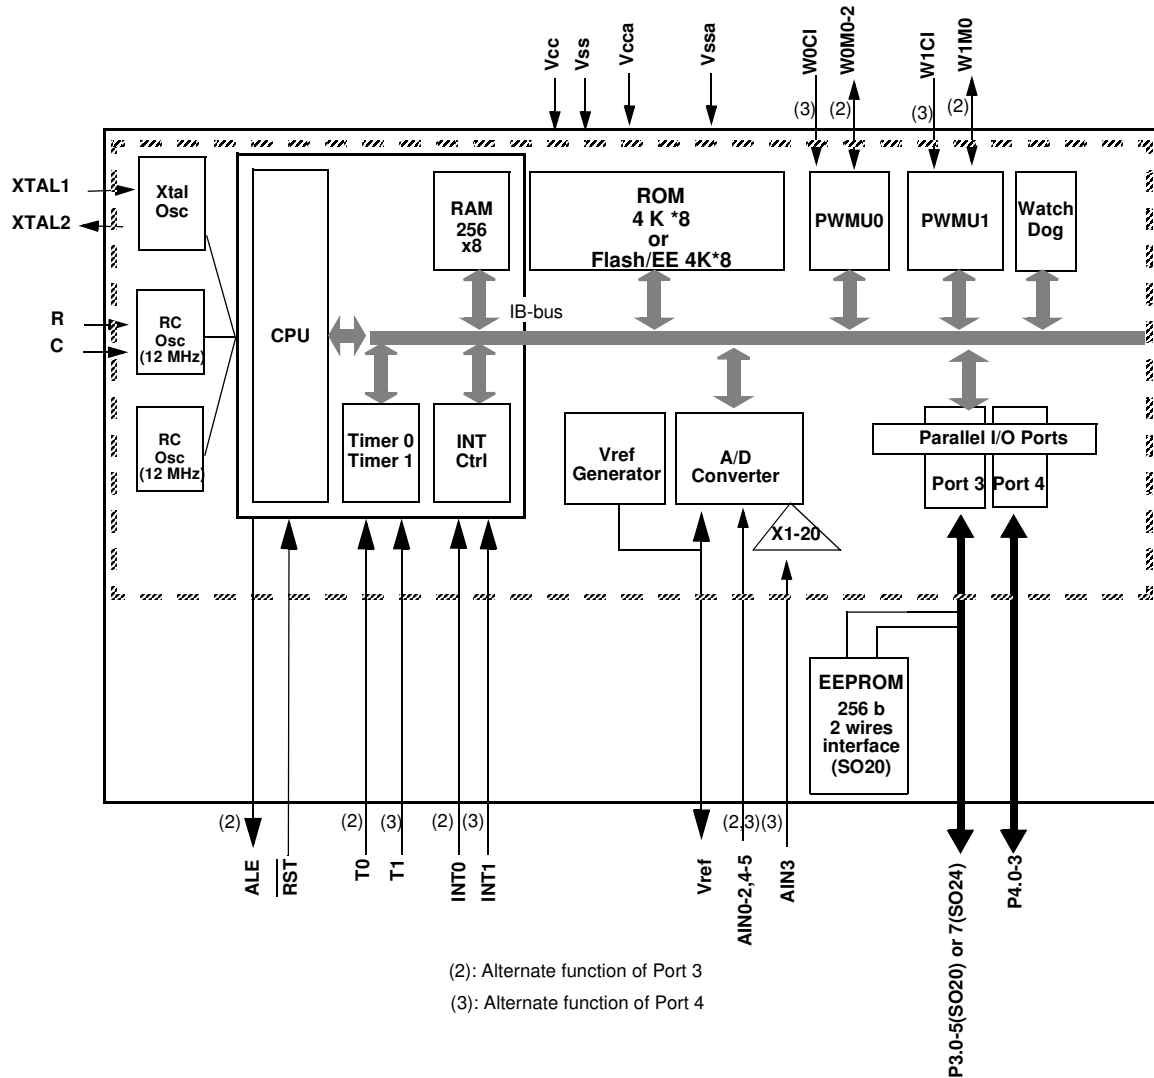 Vcc
Vss
Vcca
Vssa
W0CI
W0M0-2
W1CI
W1M0
(3)
(2)
(3)
(2)
XTAL1
XTAL2
Xtal
Osc
RAM
256
x8
ROM
4 K *8
or
Flash/EE 4K*8
PWMU0
PWMU1
Watch
Dog
R
C
RC
Osc
(12 MHz)
CPU
IB-bus
RC
Osc
(12 MHz)
Timer 0
Timer 1
INT
Ctrl
Vref
Generator
A/D
Converter
X1-20
Parallel I/O Ports
Port 3
Port 4
EEPROM
256 b
2 wires
interface
(SO20)
(2)
(2)
(3)
(2)
(3)
(2,3)
(3)
ALE
RST
T0
T1
INT0
INT1
Vref
AIN0-2,4-5
AIN3
P3.0-5(SO20) or 7(SO24)
P4.0-3
(2): Alternate function of Port 3
(3): Alternate function of Port 4